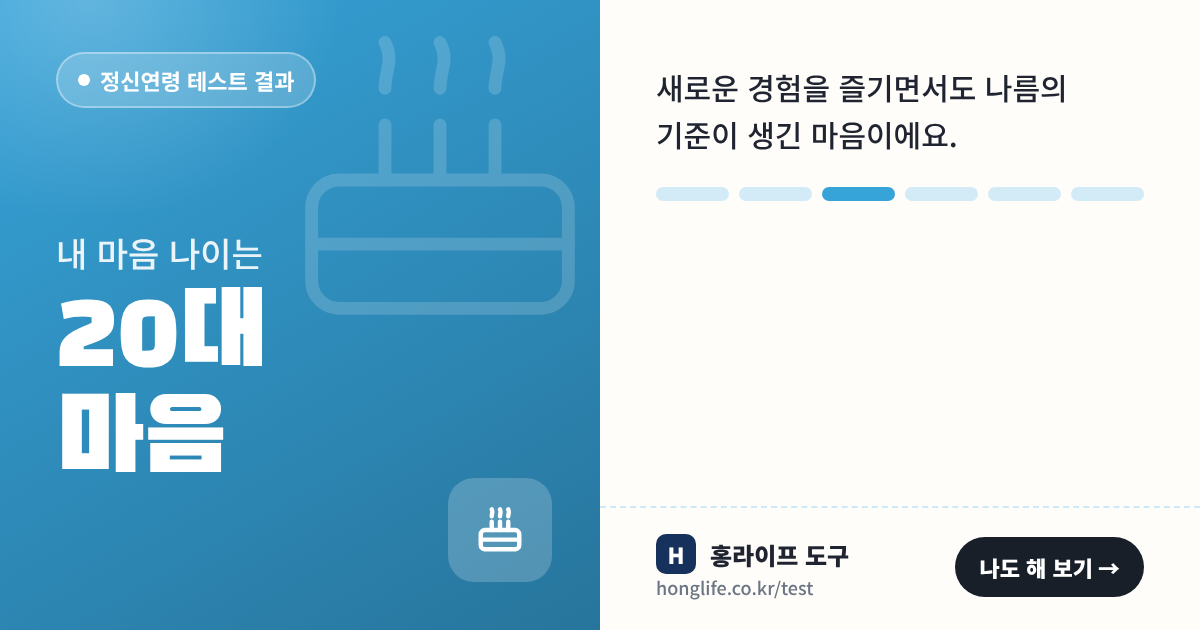 정신연령 테스트 결과
내 마음 나이는
20대
마음
새로운 경험을 즐기면서도 나름의
기준이 생긴 마음이에요.
H 홍라이프 도구
honglife.co.kr/test
나도 해 보기 →